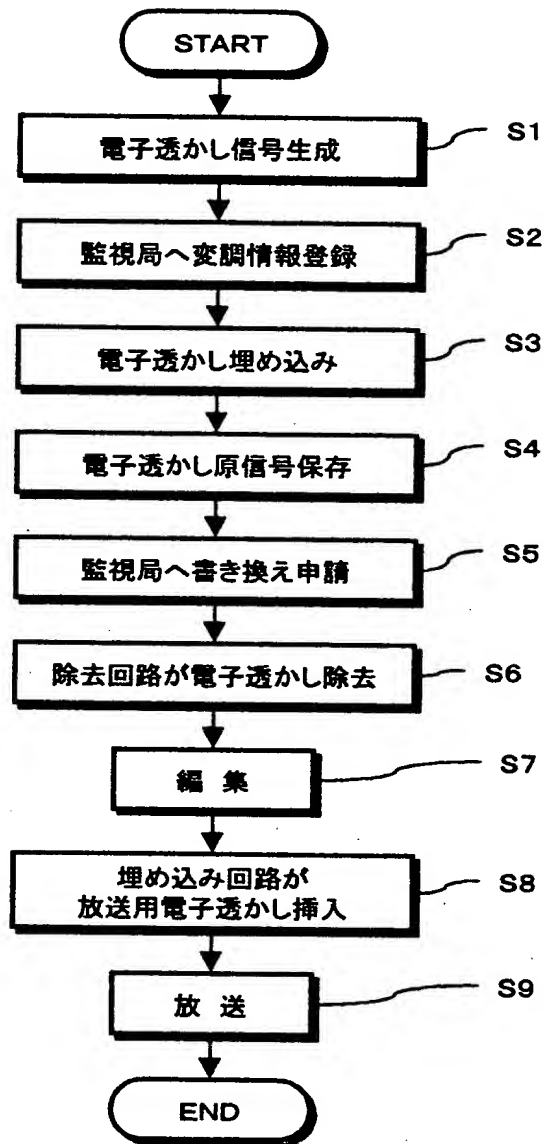 START
電子透かし信号生成
S1
監視局へ変調情報登録
S2
電子透かし埋め込み
S3
電子透かし原信号保存
S4
監視局へ書き換え申請
S5
除去回路が電子透かし除去
S6
編 集
S7
埋め込み回路が
放送用電子透かし挿入
S8
放 送
S9
END